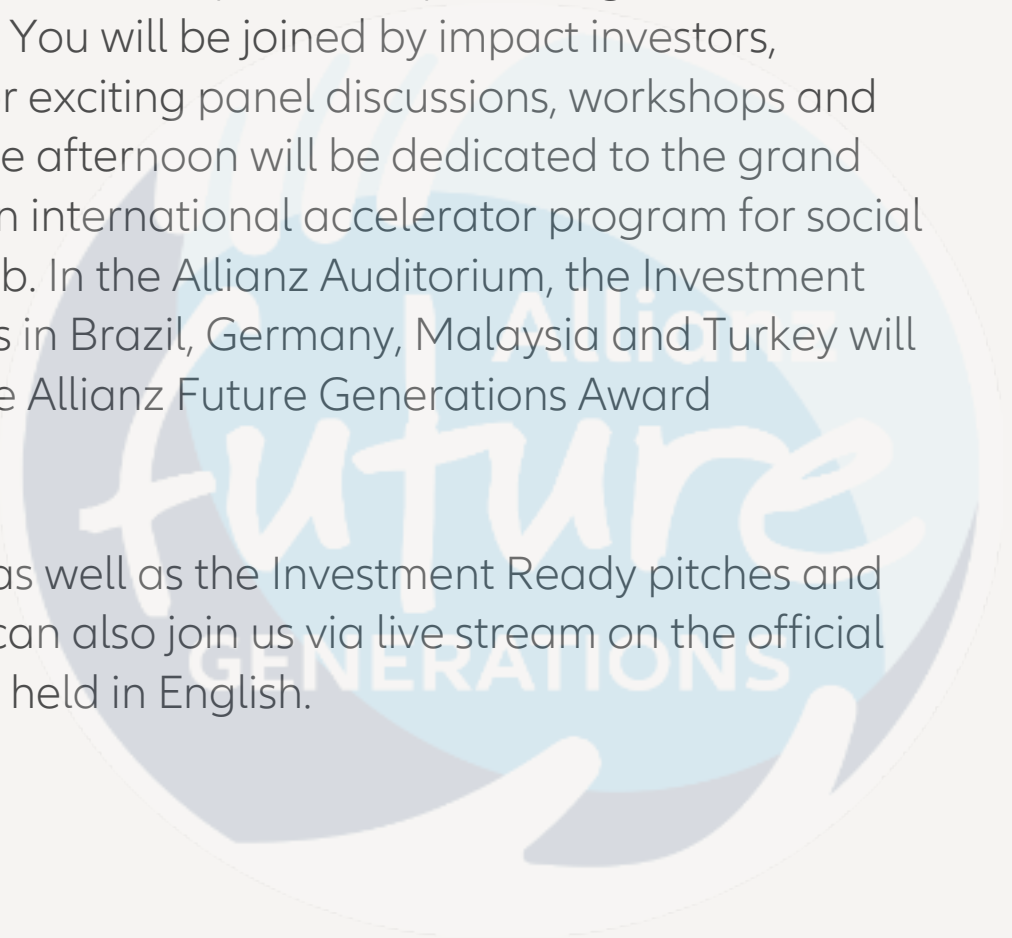 You will be joined by impact investors,
r exciting panel discussions, workshops and
e afternoon will be dedicated to the grand
n international accelerator program for social
b. In the Allianz Auditorium, the Investment
s in Brazil, Germany, Malaysia and Turkey will
e Allianz Future Generations Award
as well as the Investment Ready pitches and
can also join us via live stream on the official
held in English.
Allianz
future
GENERATIONS